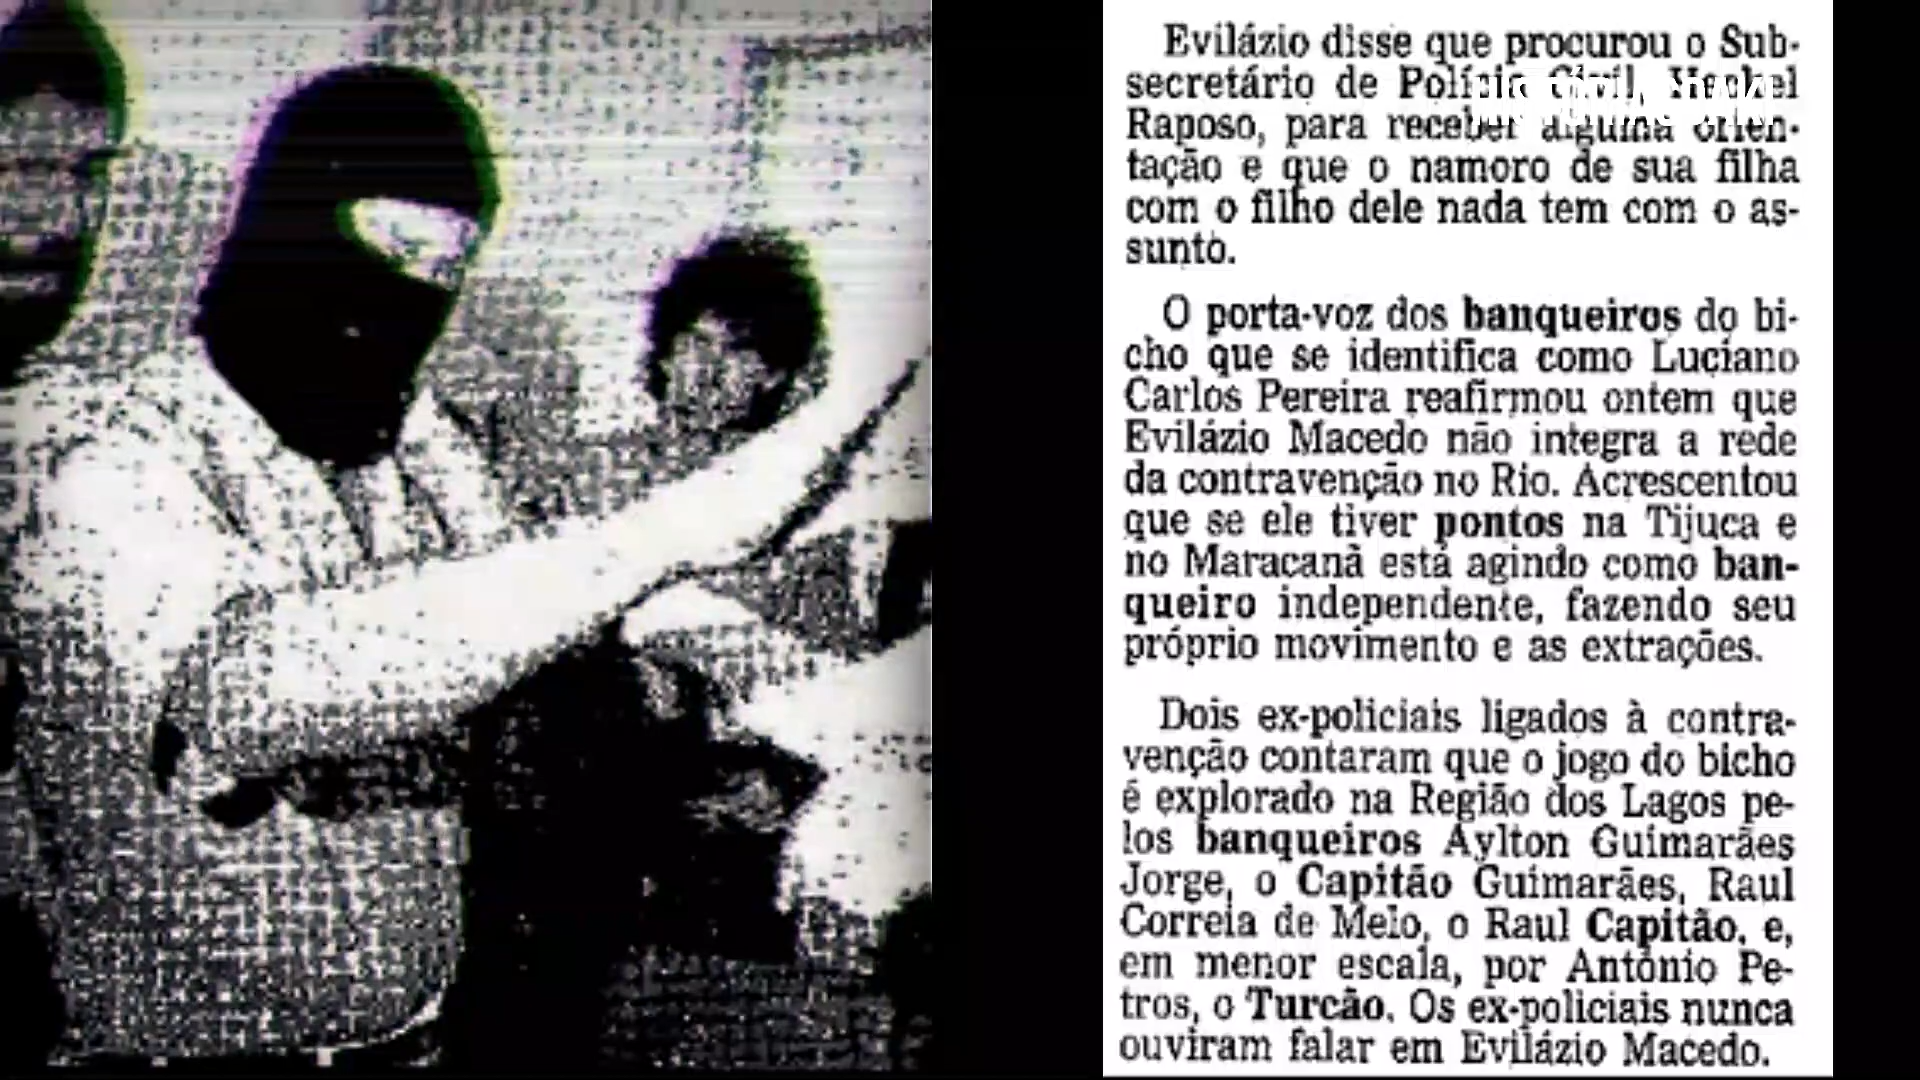 Evilázio disse que procurou o Sub-
secretário de Polícia Civil, Heckel
Raposo, para receber alguma orien-
tação e que o namoro de sua filha
com o filho dele nada tem com o as-
sunto.
O porta-voz dos banqueiros do bi-
cho que se identifica como Luciano
Carlos Pereira reafirmou ontem que
Evilázio Macedo não integra a rede
da contravenção no Rio. Acrescentou
que se ele tiver pontos na Tijuca e
no Maracanã está agindo como ban-
queiro independente, fazendo seu
próprio movimento e as extrações.
Dois ex-policiais ligados à contra-
venção contaram que o jogo do bicho
é explorado na Região dos Lagos pe-
los banqueiros Aylton Guimarães
Jorge, o Capitão Guimarães, Raul
Correia de Melo, o Raul Capitão, e,
em menor escala, por Antônio Pe-
tros, o Turcão. Os ex-policiais nunca
ouviram falar em Evilázio Macedo.